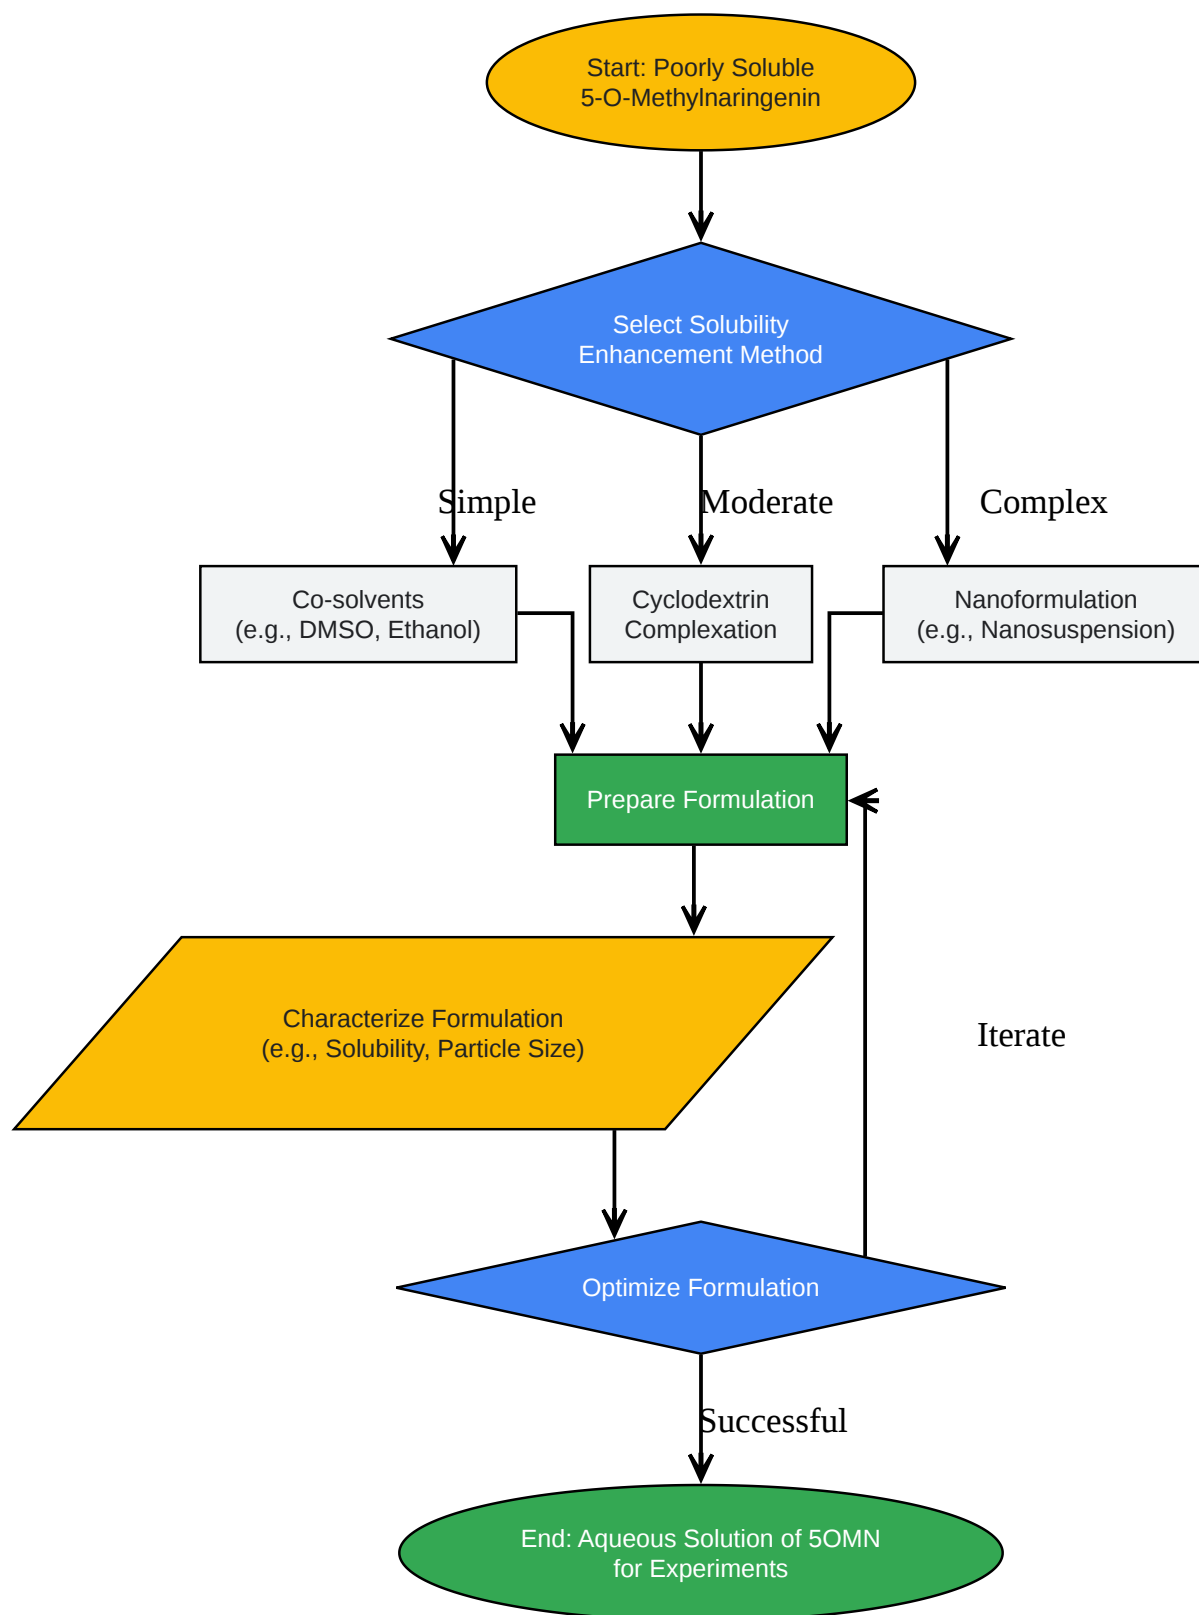 Start: Poorly Soluble
5-O-Methylnaringenin
Select Solubility
Enhancement Method
Simple
Moderate
Complex
Co-solvents
(e.g., DMSO, Ethanol)
Cyclodextrin
Complexation
Nanoformulation
(e.g., Nanosuspension)
Prepare Formulation
Characterize Formulation
(e.g., Solubility, Particle Size)
Iterate
Optimize Formulation
Successful
End: Aqueous Solution of 5OMN
for Experiments